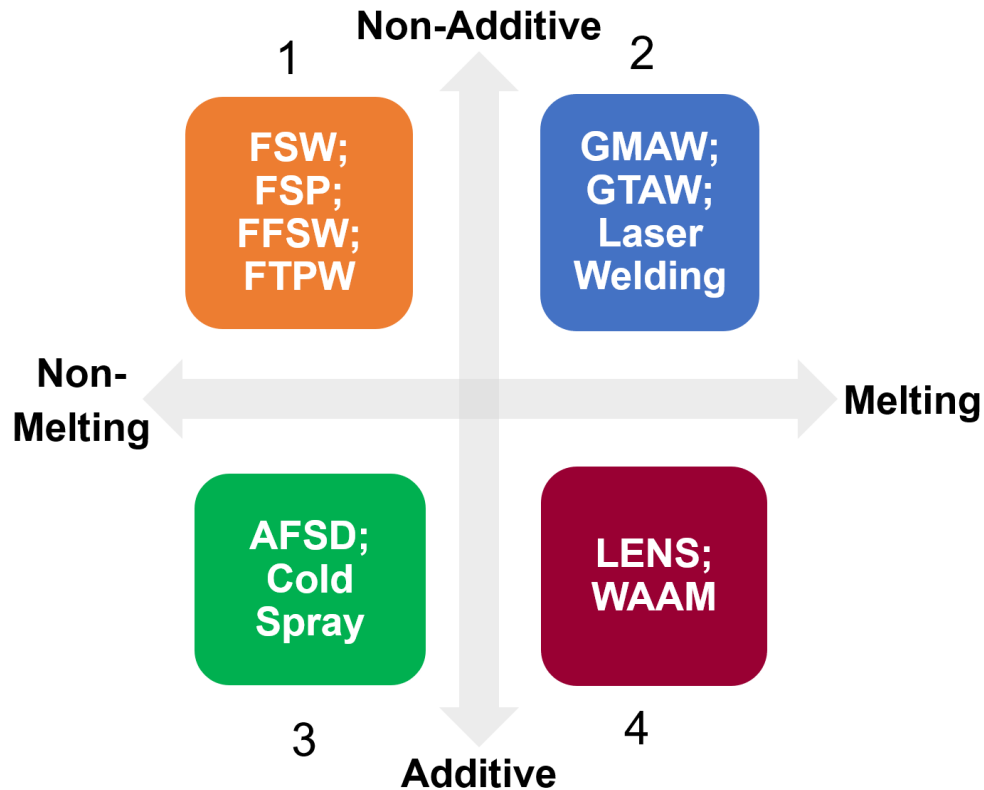 Non-Additive
1
2
FSW;
FSP;
FFSW;
FTPW
GMAW;
GTAW;
Laser
Welding
Non-
Melting
Melting
AFSD;
Cold
Spray
LENS;
WAAM
3
4
Additive